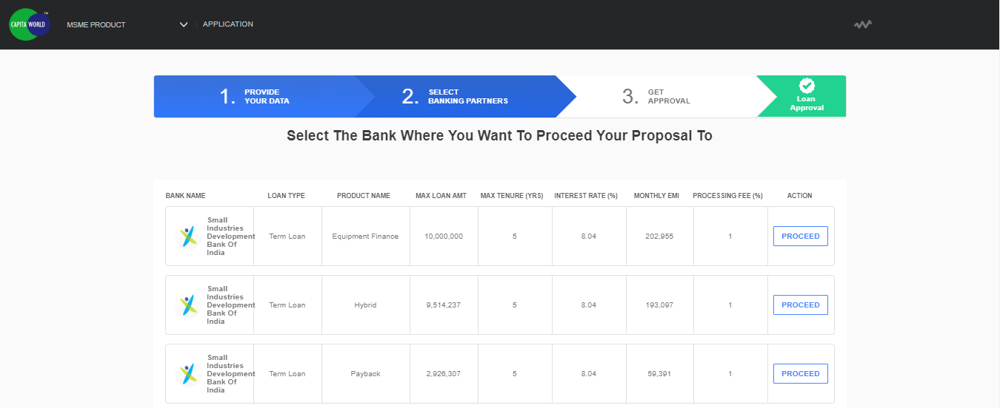 CAPITA WORLD TM
MSME PRODUCT
APPLICATION
1. PROVIDE
YOUR DATA
2. SELECT
BANKING PARTNERS
3. GET
APPROVAL
Loan
Approval
Select The Bank Where You Want To Proceed Your Proposal To
BANK NAME LOAN TYPE PRODUCT NAME MAX LOAN AMT MAX TENURE (YRS) INTEREST RATE (%) MONTHLY EMI PROCESSING FEE (%) ACTION
Small
Industries
Development
Bank Of
India
Term Loan Equipment Finance 10,000,000 5 8.04 202,955 1 PROCEED
Small
Industries
Development
Bank Of
India
Term Loan Hybrid 9,514,237 5 8.04 193,097 1 PROCEED
Small
Industries
Development
Bank Of
India
Term Loan Payback 2,926,307 5 8.04 59,391 1 PROCEED